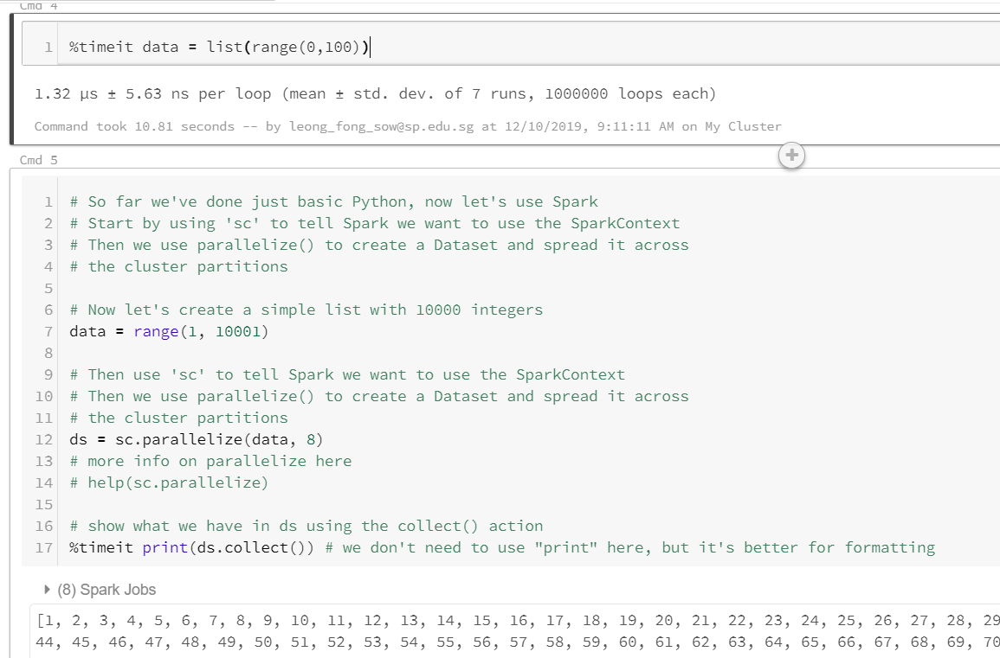 Cmd 4
1 %timeit data = list(range(0,100))
1.32 µs ± 5.63 ns per loop (mean ± std. dev. of 7 runs, 1000000 loops each)
Command took 10.81 seconds -- by leong_fong_sow@sp.edu.sg at 12/10/2019, 9:11:11 AM on My Cluster
Cmd 5
1 # So far we've done just basic Python, now let's use Spark
2 # Start by using 'sc' to tell Spark we want to use the SparkContext
3 # Then we use parallelize() to create a Dataset and spread it across
4 # the cluster partitions
5
6 # Now let's create a simple list with 10000 integers
7 data = range(1, 10001)
8
9 # Then use 'sc' to tell Spark we want to use the SparkContext
10 # Then we use parallelize() to create a Dataset and spread it across
11 # the cluster partitions
12 ds = sc.parallelize(data, 8)
13 # more info on parallelize here
14 # help(sc.parallelize)
15
16 # show what we have in ds using the collect() action
17 %timeit print(ds.collect()) # we don't need to use "print" here, but it's better for formatting
(8) Spark Jobs
[1, 2, 3, 4, 5, 6, 7, 8, 9, 10, 11, 12, 13, 14, 15, 16, 17, 18, 19, 20, 21, 22, 23, 24, 25, 26, 27, 28, 29
44, 45, 46, 47, 48, 49, 50, 51, 52, 53, 54, 55, 56, 57, 58, 59, 60, 61, 62, 63, 64, 65, 66, 67, 68, 69, 70